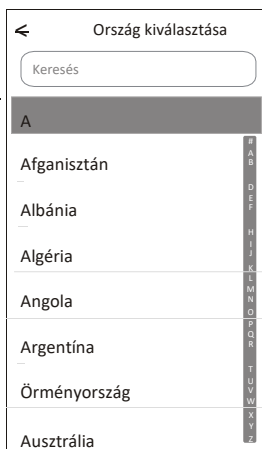 < Ország kiválasztása
Keresés
A
Afganisztán
Albánia
Algéria
Angola
Argentína
Örményország
Ausztrália
#
A
B
D
E
F
H
I
J
K
L
M
N
O
P
Q
R
T
U
V
W
X
Y
Z